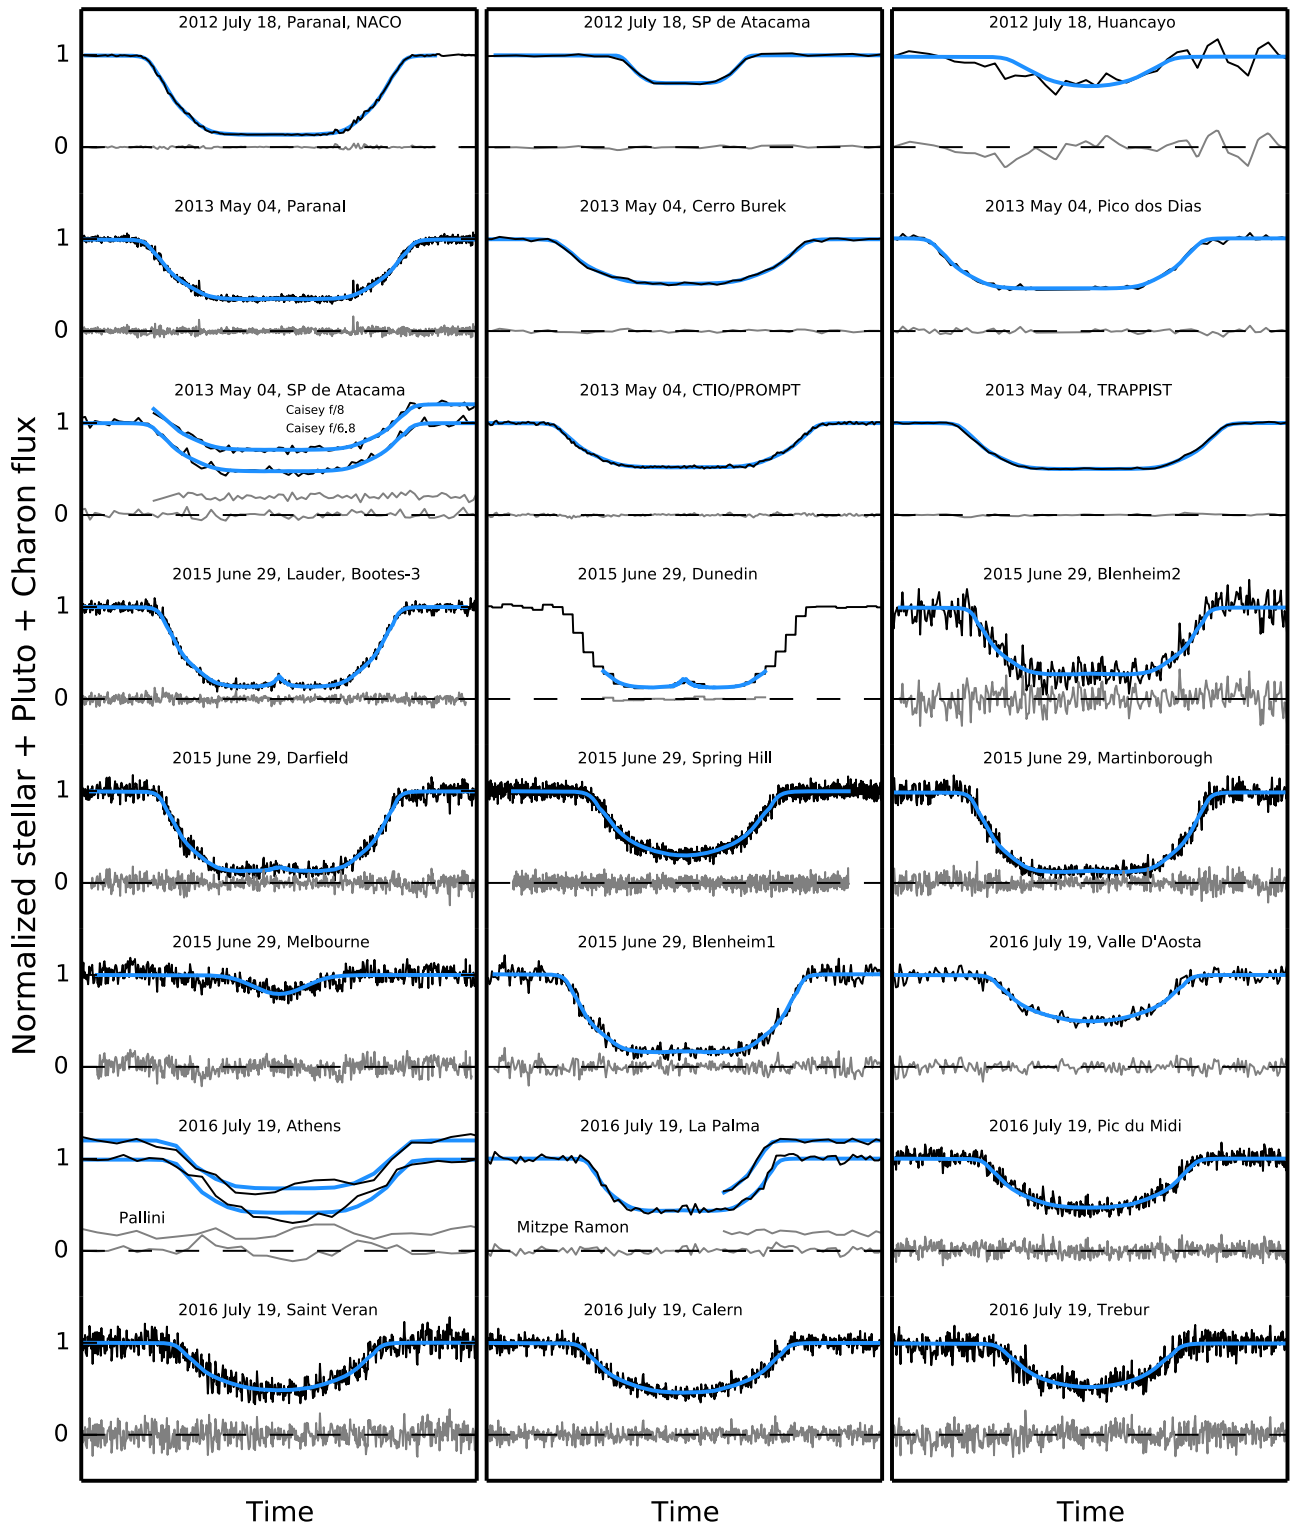 Normalized stellar + Pluto + Charon flux
2012 July 18, Paranal, NACO
2012 July 18, SP de Atacama
2012 July 18, Huancayo
1
0
2013 May 04, Paranal
2013 May 04, Cerro Burek
2013 May 04, Pico dos Dias
1
0
2013 May 04, SP de Atacama
Caisey f/8
Caisey f/6.8
2013 May 04, CTIO/PROMPT
2013 May 04, TRAPPIST
1
0
2015 June 29, Lauder, Bootes-3
2015 June 29, Dunedin
2015 June 29, Blenheim2
1
0
2015 June 29, Darfield
2015 June 29, Spring Hill
2015 June 29, Martinborough
1
0
2015 June 29, Melbourne
2015 June 29, Blenheim1
2016 July 19, Valle D'Aosta
1
0
2016 July 19, Athens
2016 July 19, La Palma
2016 July 19, Pic du Midi
1
Pallini
Mitzpe Ramon
0
2016 July 19, Saint Veran
2016 July 19, Calern
2016 July 19, Trebur
1
0
Time
Time
Time